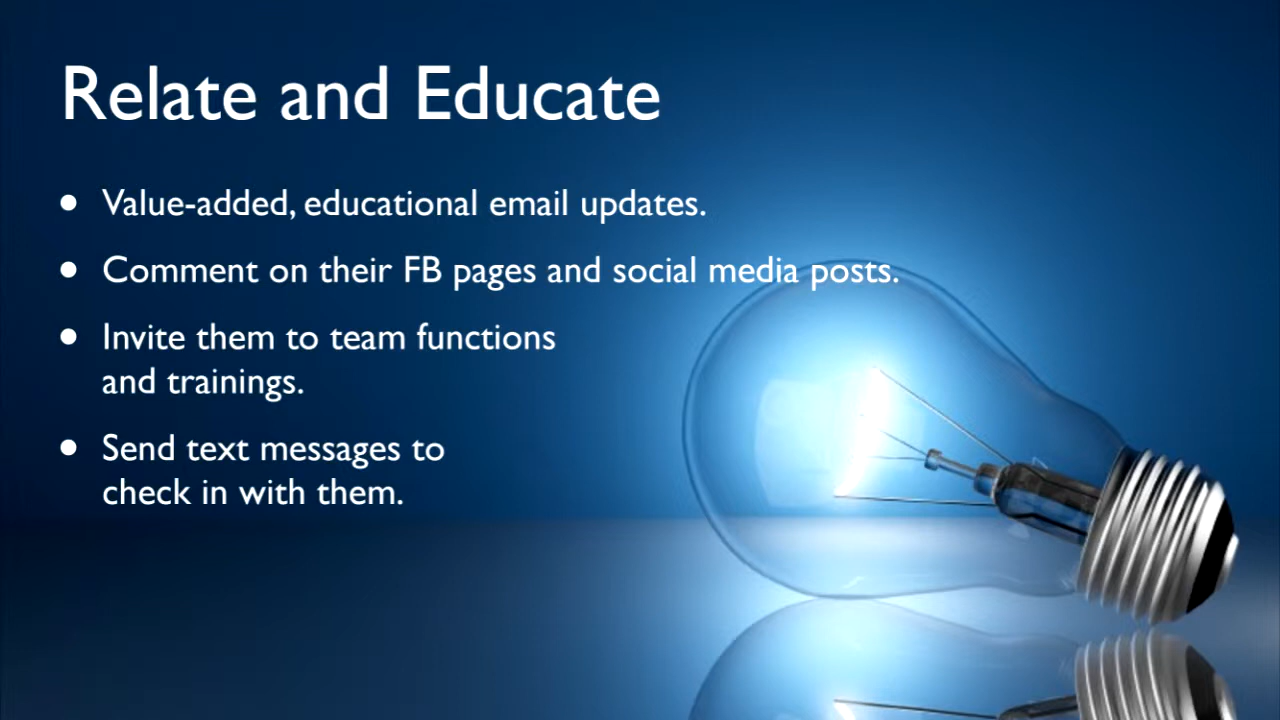 Relate and Educate
• Value-added, educational email updates.
• Comment on their FB pages and social media posts.
• Invite them to team functions
and trainings.
• Send text messages to
check in with them.